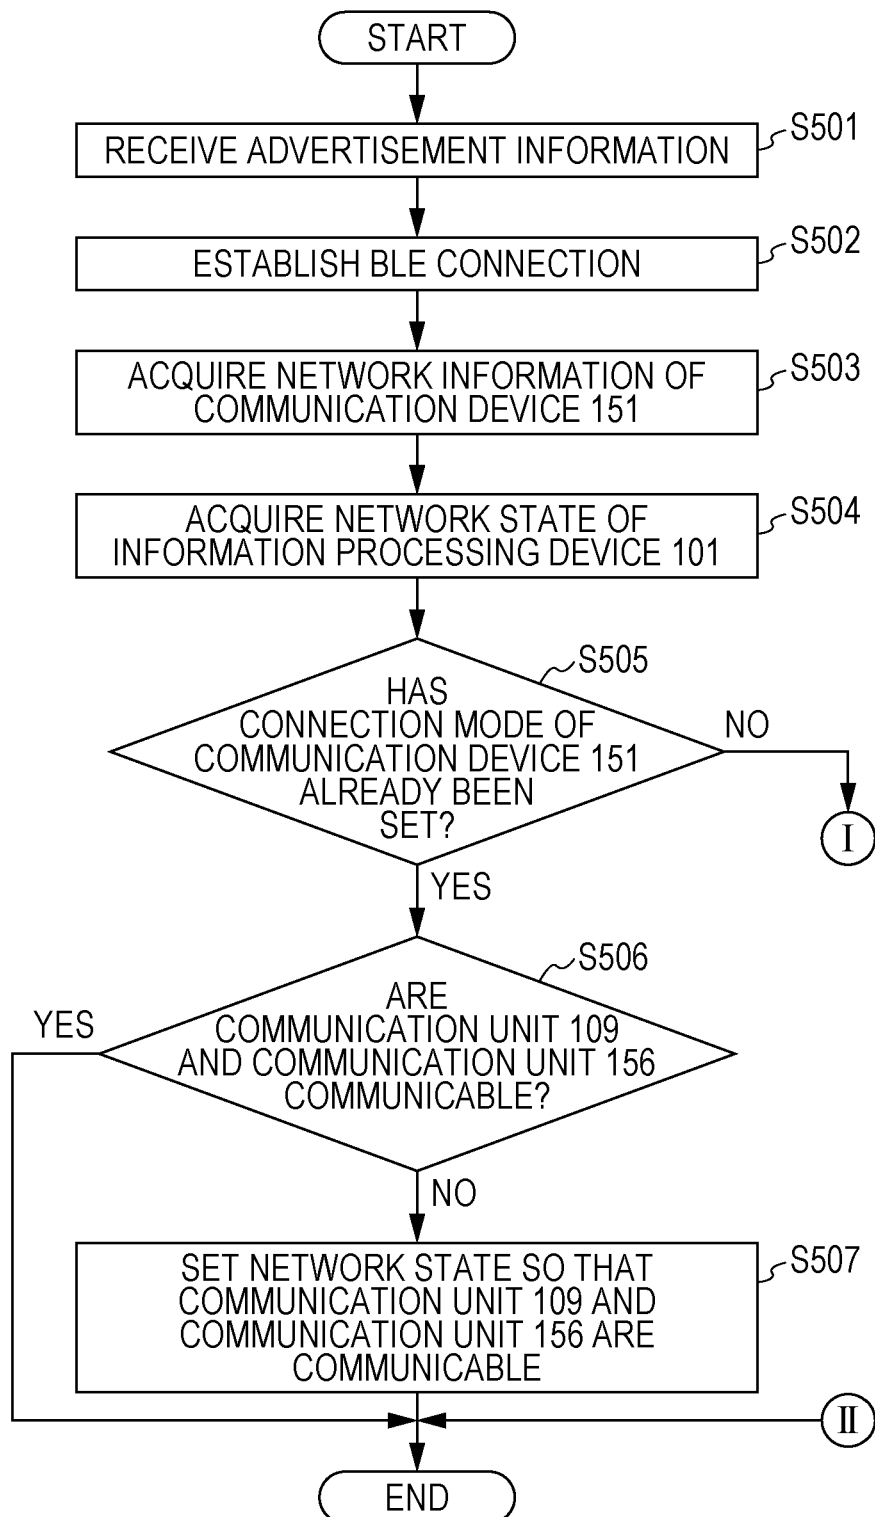 START
RECEIVE ADVERTISEMENT INFORMATION
S501
ESTABLISH BLE CONNECTION
S502
ACQUIRE NETWORK INFORMATION OF
COMMUNICATION DEVICE 151
S503
ACQUIRE NETWORK STATE OF
INFORMATION PROCESSING DEVICE 101
S504
S505
HAS
CONNECTION MODE OF
COMMUNICATION DEVICE 151
ALREADY BEEN
SET?
NO
I
YES
S506
ARE
COMMUNICATION UNIT 109
AND COMMUNICATION UNIT 156
COMMUNICABLE?
YES
NO
SET NETWORK STATE SO THAT
COMMUNICATION UNIT 109 AND
COMMUNICATION UNIT 156 ARE
COMMUNICABLE
S507
II
END